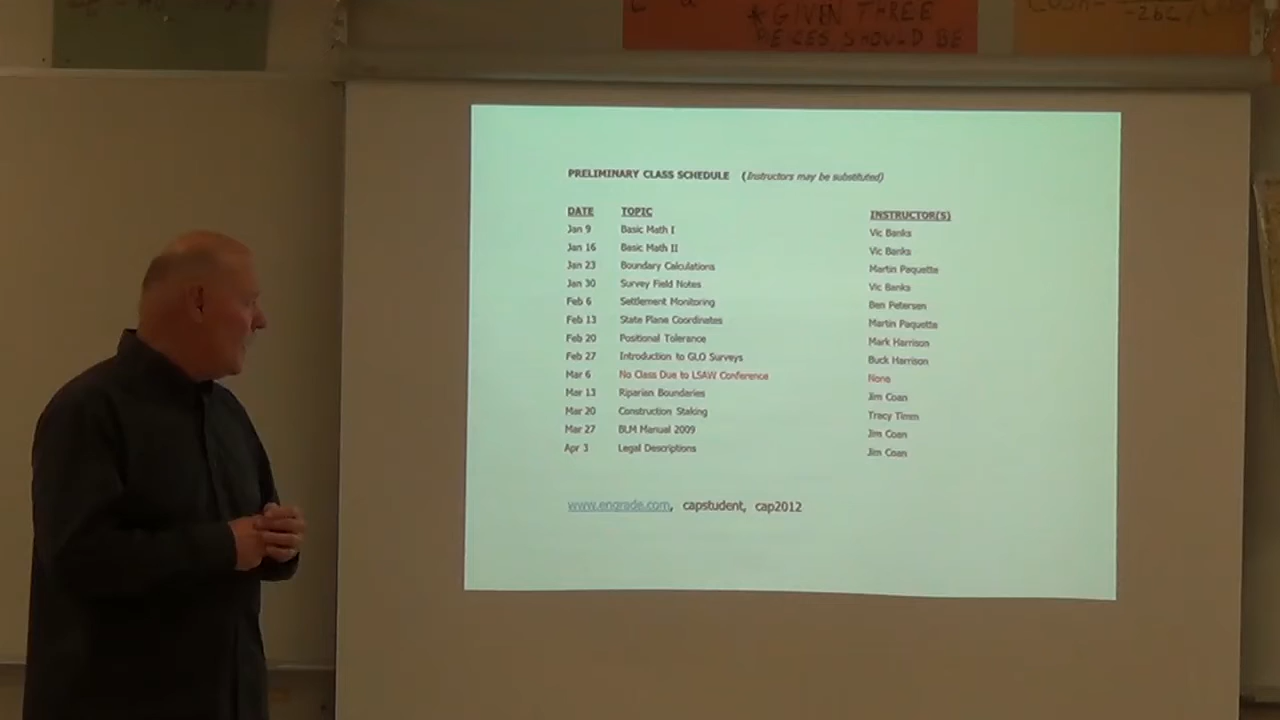 * GIVEN THREE
SHOULD BE
PRELIMINARY CLASS SCHEDULE (Instructors may be substituted)
DATE TOPIC INSTRUCTOR(S)
Jan 9 Basic Math I Vic Banks
Jan 16 Basic Math II Vic Banks
Jan 23 Boundary Calculations Martin Paquette
Jan 30 Survey Field Notes Vic Banks
Feb 6 Settlement Monitoring Ben Petersen
Feb 13 State Plane Coordinates Martin Paquette
Feb 20 Positional Tolerance Mark Harrison
Feb 27 Introduction to GLO Surveys Buck Harrison
Mar 6 No Class Due to LSAW Conference None
Mar 13 Riparian Boundaries Jim Coan
Mar 20 Construction Staking Tracy Timm
Mar 27 BLM Manual 2009 Jim Coan
Apr 3 Legal Descriptions Jim Coan
www.engrade.com, capstudent, cap2012